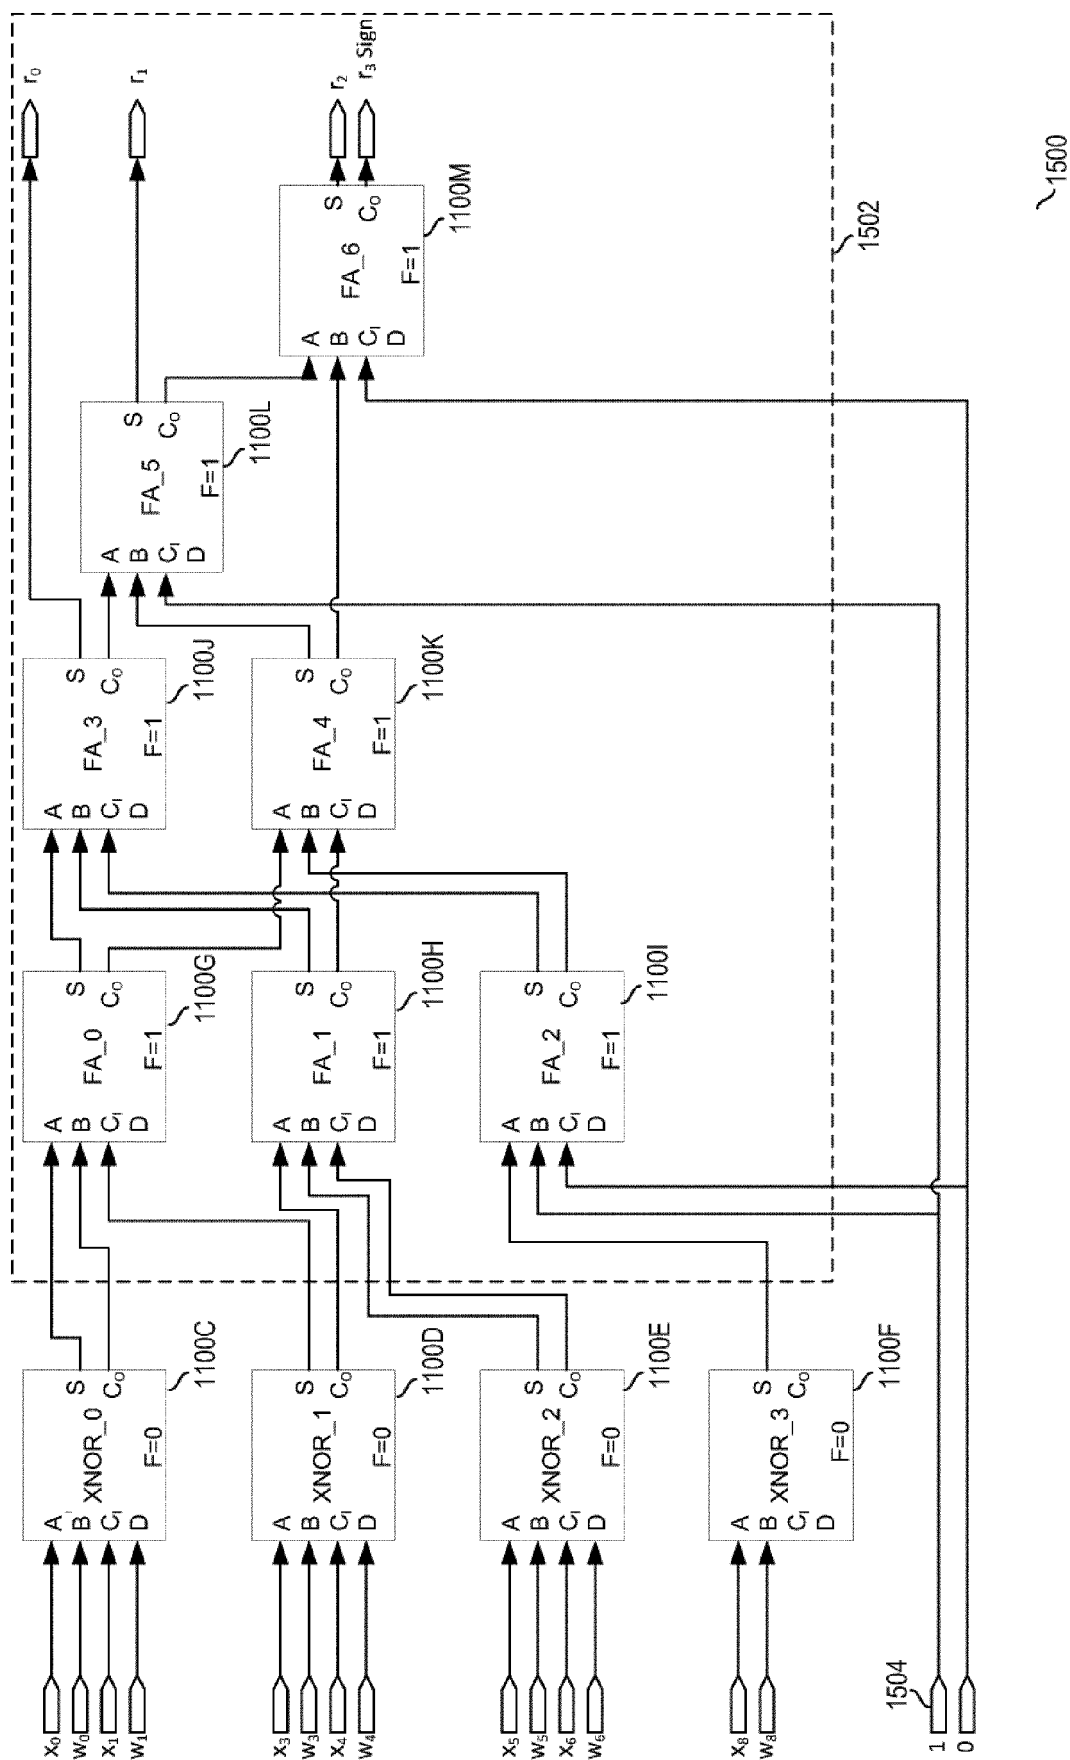 x₀
w₀
x₁
w₁
x₃
w₃
x₄
w₄
x₅
w₅
x₆
w₆
x₈
w₈
1504
1
0
A
B
Cᵢ
D
XNOR_0
F=0
S
Cₒ
1100C
A
B
Cᵢ
D
XNOR_1
F=0
S
Cₒ
1100D
A
B
Cᵢ
D
XNOR_2
F=0
S
Cₒ
1100E
A
B
Cᵢ
D
XNOR_3
F=0
S
Cₒ
1100F
A
B
Cᵢ
D
FA_0
F=1
S
Cₒ
1100G
A
B
Cᵢ
D
FA_1
F=1
S
Cₒ
1100H
A
B
Cᵢ
D
FA_2
F=1
S
Cₒ
1100I
A
B
Cᵢ
D
FA_3
F=1
S
Cₒ
1100J
A
B
Cᵢ
D
FA_4
F=1
S
Cₒ
1100K
A
B
Cᵢ
D
FA_5
F=1
S
Cₒ
1100L
A
B
Cᵢ
D
FA_6
F=1
S
Cₒ
1100M
r₀
r₁
r₂
r₃ Sign
1502
1500